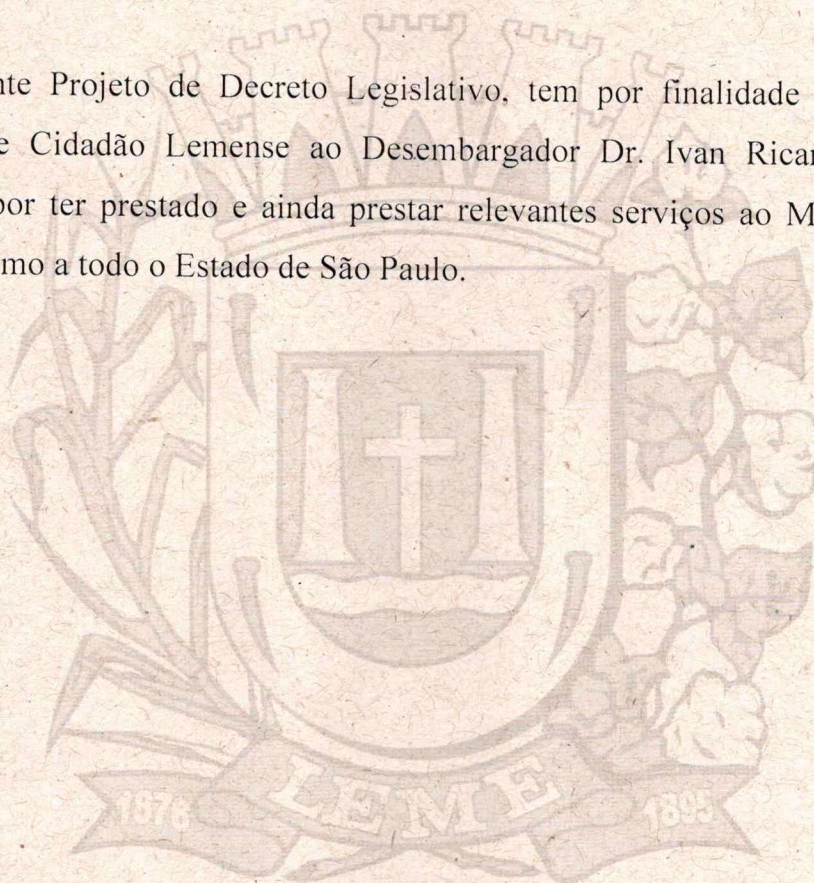 nte Projeto de Decreto Legislativo, tem por finalidade
e Cidadão Lemense ao Desembargador Dr. Ivan Ricar
por ter prestado e ainda prestar relevantes serviços ao M
mo a todo o Estado de São Paulo.
1876 LEME 1895